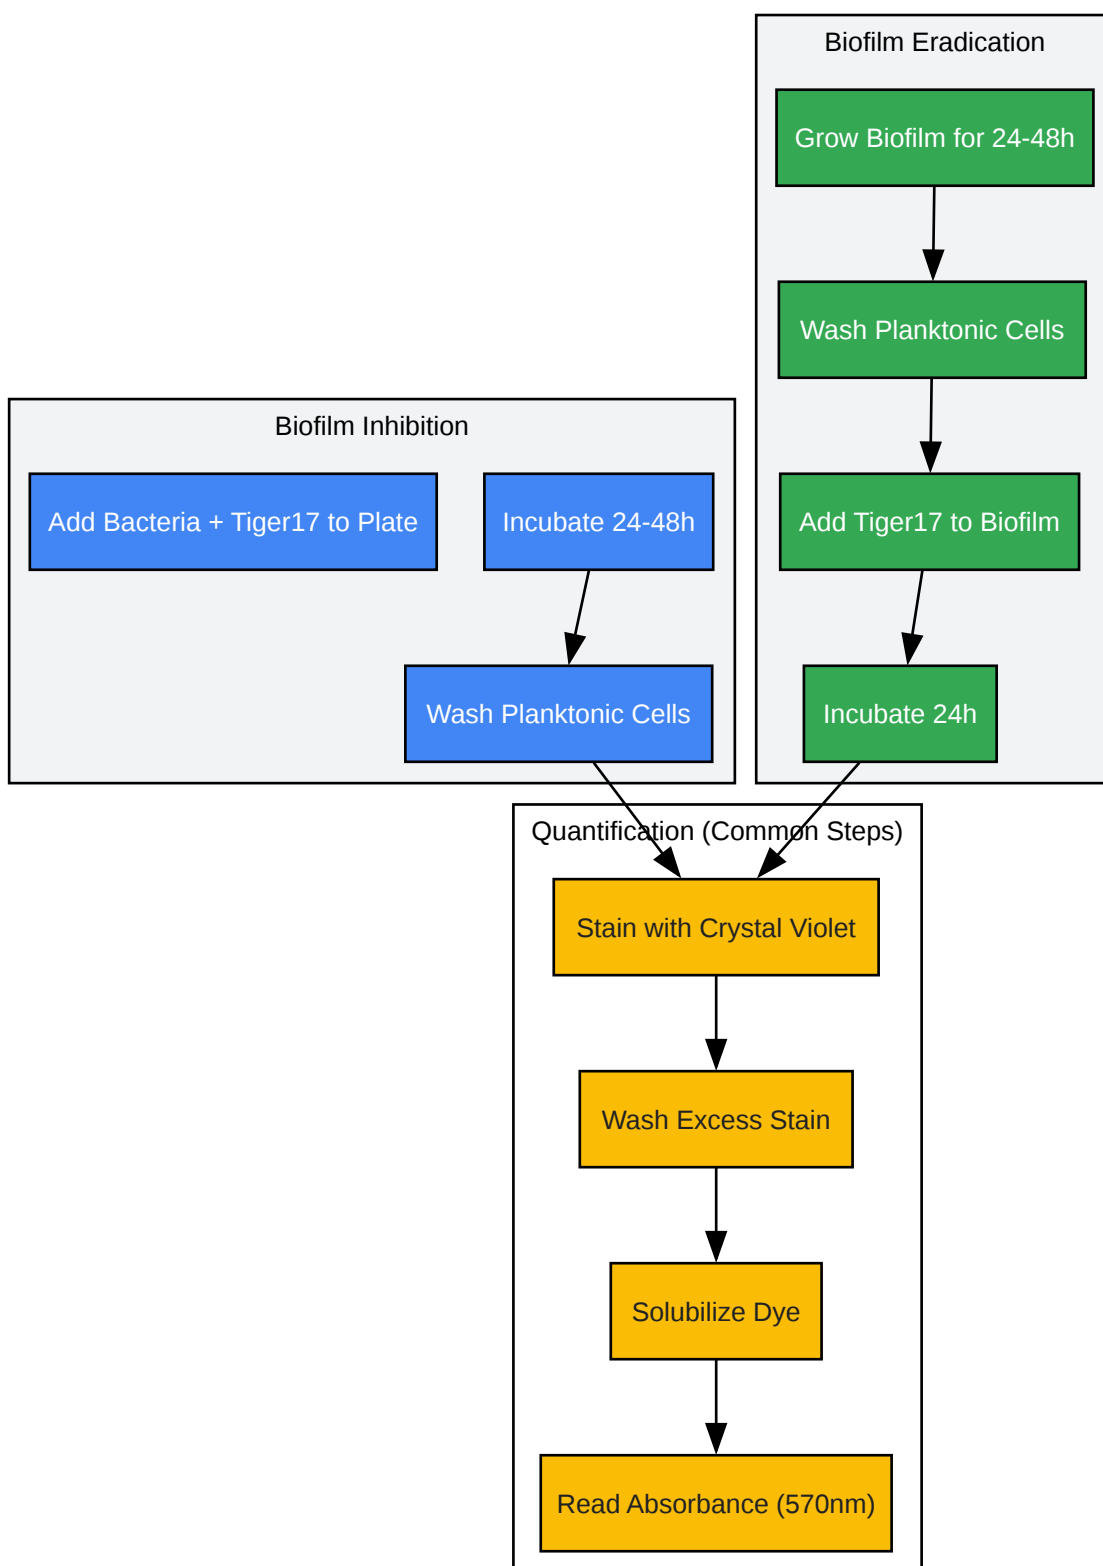 Biofilm Eradication
Grow Biofilm for 24-48h
Wash Planktonic Cells
Add Tiger17 to Biofilm
Incubate 24h
Biofilm Inhibition
Add Bacteria + Tiger17 to Plate
Incubate 24-48h
Wash Planktonic Cells
Quantification (Common Steps)
Stain with Crystal Violet
Wash Excess Stain
Solubilize Dye
Read Absorbance (570nm)